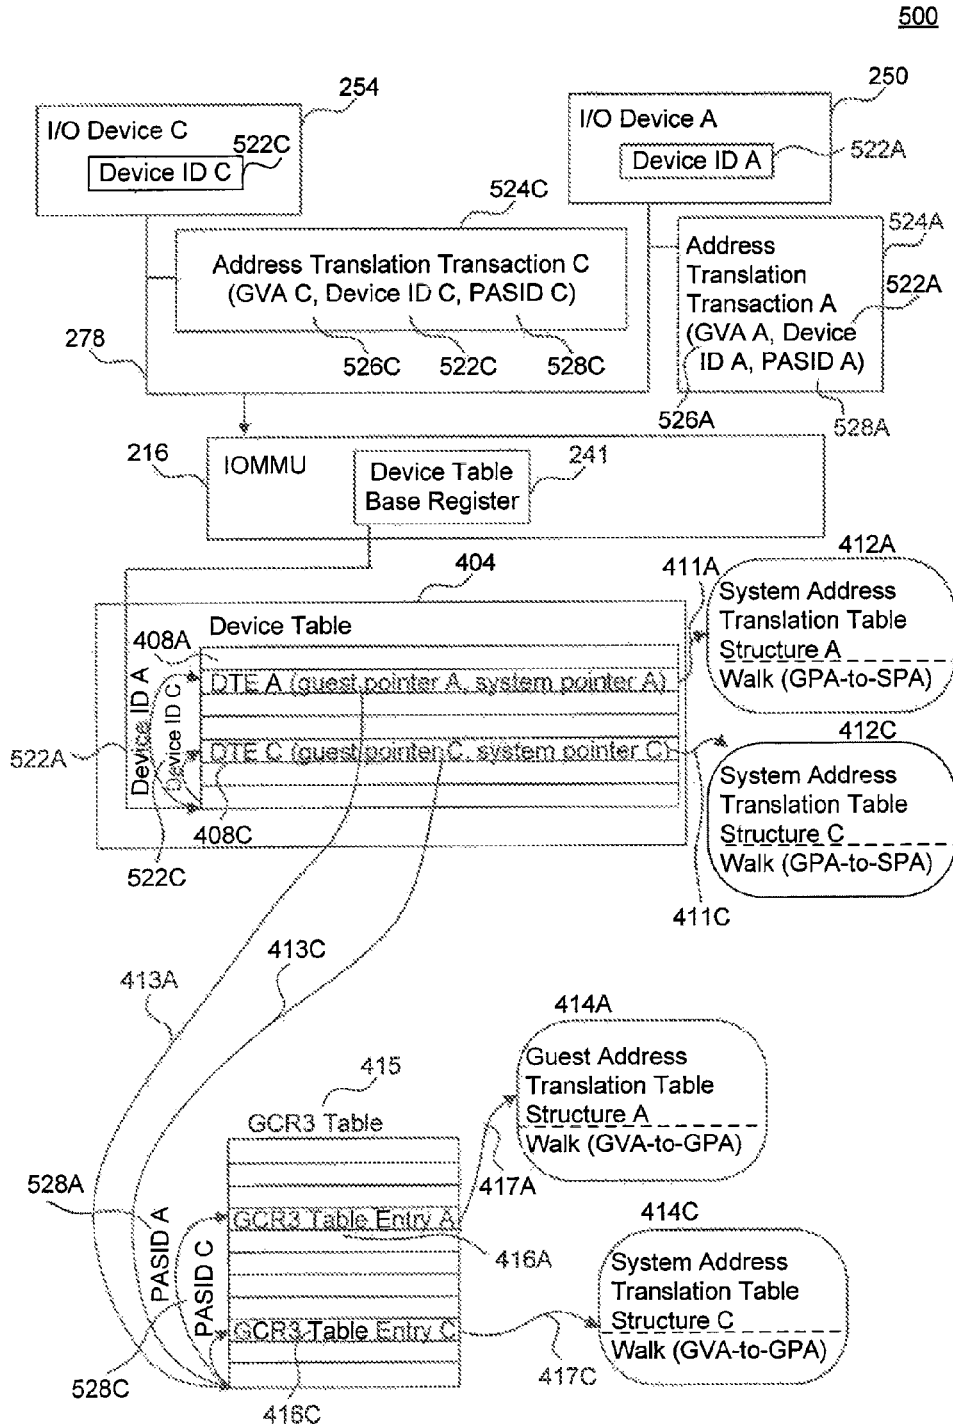 500
254
250
I/O Device C
522C
Device ID C
I/O Device A
Device ID A
522A
524C
524A
Address Translation Transaction C
(GVA C, Device ID C, PASID C)
Address
Translation
Transaction A
(GVA A, Device
ID A, PASID A)
522A
278
526C
522C
528C
526A
528A
216
IOMMU
Device Table
Base Register
241
404
411A
412A
System Address
Translation Table
Structure A
Walk (GPA-to-SPA)
Device Table
408A
DTE A (guest pointer A, system pointer A)
Device ID A
Device ID C
522A
DTE C (guest pointer C, system pointer C)
412C
System Address
Translation Table
Structure C
Walk (GPA-to-SPA)
408C
522C
411C
413C
413A
414A
Guest Address
Translation Table
Structure A
Walk (GVA-to-GPA)
415
GCR3 Table
417A
528A
PASID A
PASID C
GCR3 Table Entry A
416A
414C
System Address
Translation Table
Structure C
Walk (GVA-to-GPA)
GCR3 Table Entry C
417C
528C
416C